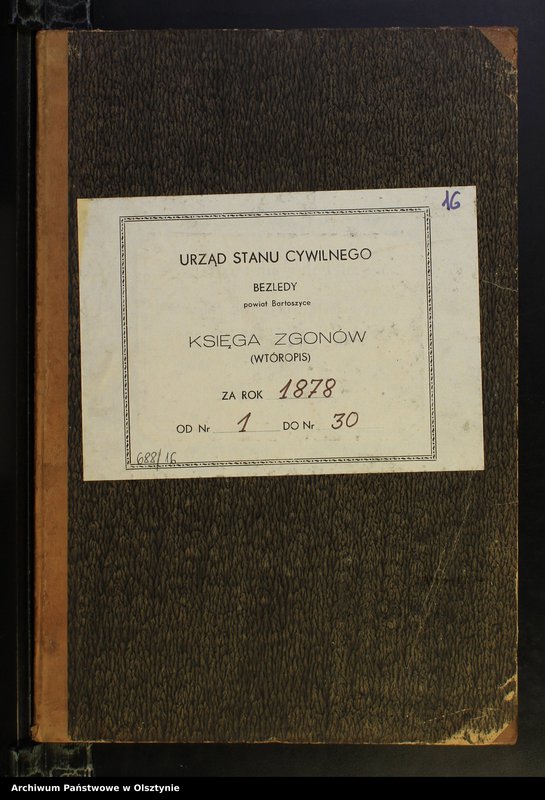 16
URZĄD STANU CYWILNEGO
BEZLEDY
powiat Bartoszyce
KSIĘGA ZGONÓW
(WTÓROPIS)
ZA ROK 1878
OD Nr 1 DO Nr 30
688/16
Archiwum Państwowe w Olsztynie